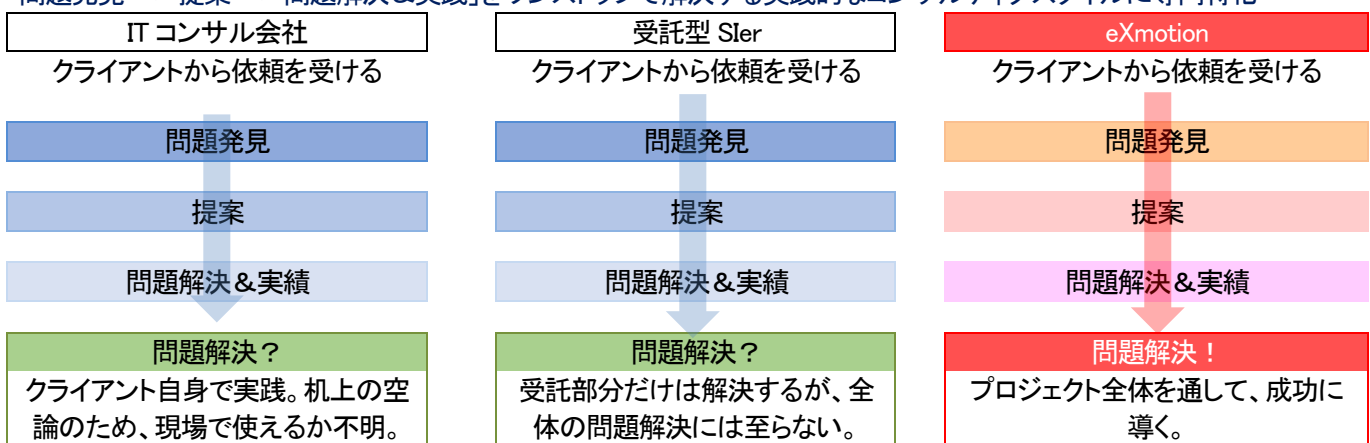 ITコンサル会社
クライアントから依頼を受ける
問題発見
提案
問題解決＆実績
問題解決？
クライアント自身で実践。机上の空
論のため、現場で使えるか不明。
受託型 SIer
クライアントから依頼を受ける
問題発見
提案
問題解決＆実績
問題解決？
受託部分だけは解決するが、全
体の問題解決には至らない。
eXmotion
クライアントから依頼を受ける
問題発見
提案
問題解決＆実績
問題解決！
プロジェクト全体を通して、成功に
導く。